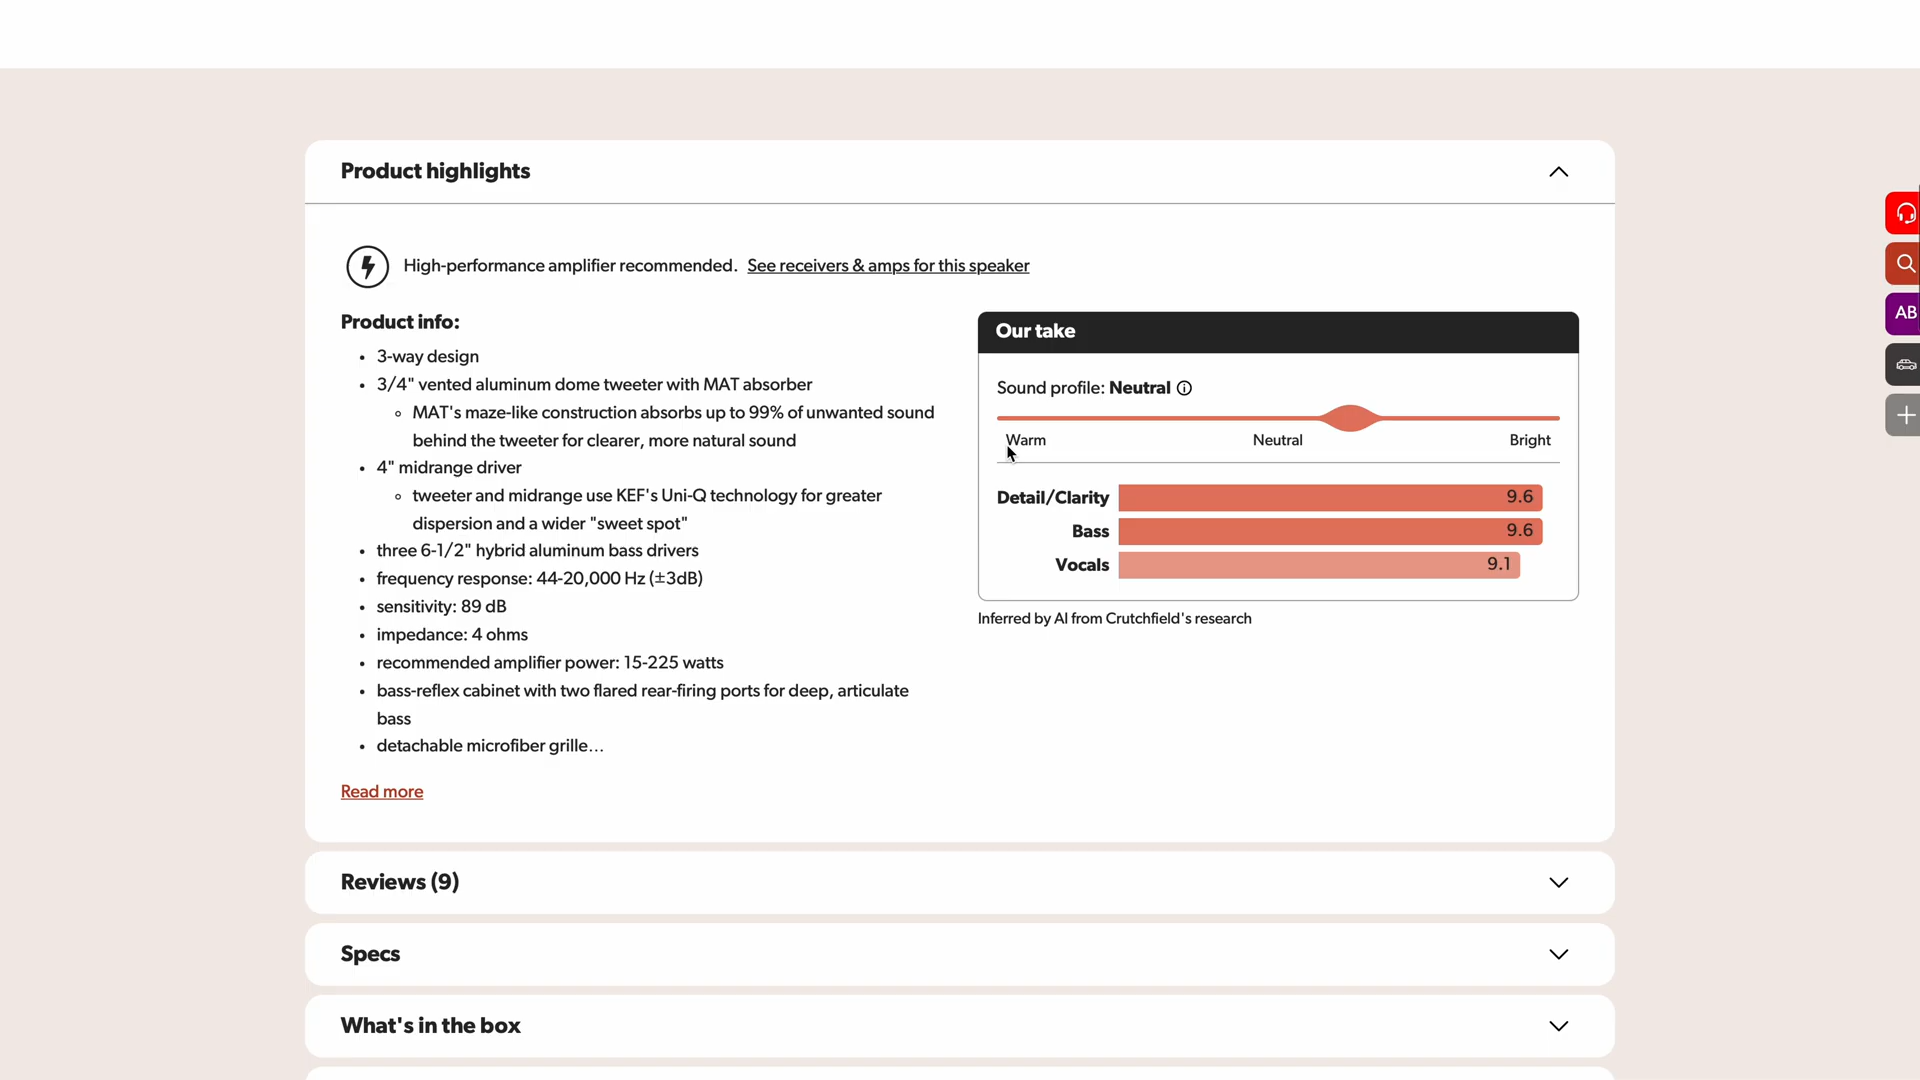 Product highlights
High-performance amplifier recommended. See receivers & amps for this speaker
Product info:
• 3-way design
• 3/4" vented aluminum dome tweeter with MAT absorber
◦ MAT's maze-like construction absorbs up to 99% of unwanted sound
behind the tweeter for clearer, more natural sound
• 4" midrange driver
◦ tweeter and midrange use KEF's Uni-Q technology for greater
dispersion and a wider "sweet spot"
• three 6-1/2" hybrid aluminum bass drivers
• frequency response: 44-20,000 Hz (±3dB)
• sensitivity: 89 dB
• impedance: 4 ohms
• recommended amplifier power: 15-225 watts
• bass-reflex cabinet with two flared rear-firing ports for deep, articulate
bass
• detachable microfiber grille...
Read more
Our take
Sound profile: Neutral
Warm Neutral Bright
Detail/Clarity 9.6
Bass 9.6
Vocals 9.1
Inferred by AI from Crutchfield's research
AB
Reviews (9)
Specs
What's in the box